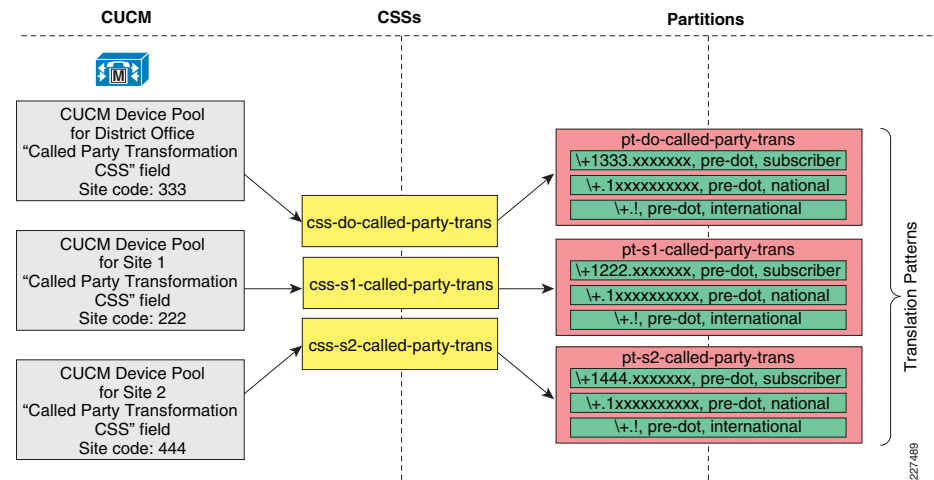 CUCM
CSSs
Partitions
M
CUCM Device Pool
for District Office
“Called Party Transformation
CSS” field
Site code: 333
CUCM Device Pool
for Site 1
“Called Party Transformation
CSS” field
Site code: 222
CUCM Device Pool
for Site 2
“Called Party Transformation
CSS” field
Site code: 444
css-do-called-party-trans
css-s1-called-party-trans
css-s2-called-party-trans
pt-do-called-party-trans
\+1333.xxxxxxx, pre-dot, subscriber
\+.1xxxxxxxxxx, pre-dot, national
\+.!, pre-dot, international
pt-s1-called-party-trans
\+1222.xxxxxxx, pre-dot, subscriber
\+.1xxxxxxxxxx, pre-dot, national
\+.!, pre-dot, international
pt-s2-called-party-trans
\+1444.xxxxxxx, pre-dot, subscriber
\+.1xxxxxxxxxx, pre-dot, national
\+.!, pre-dot, international
Translation Patterns
227489